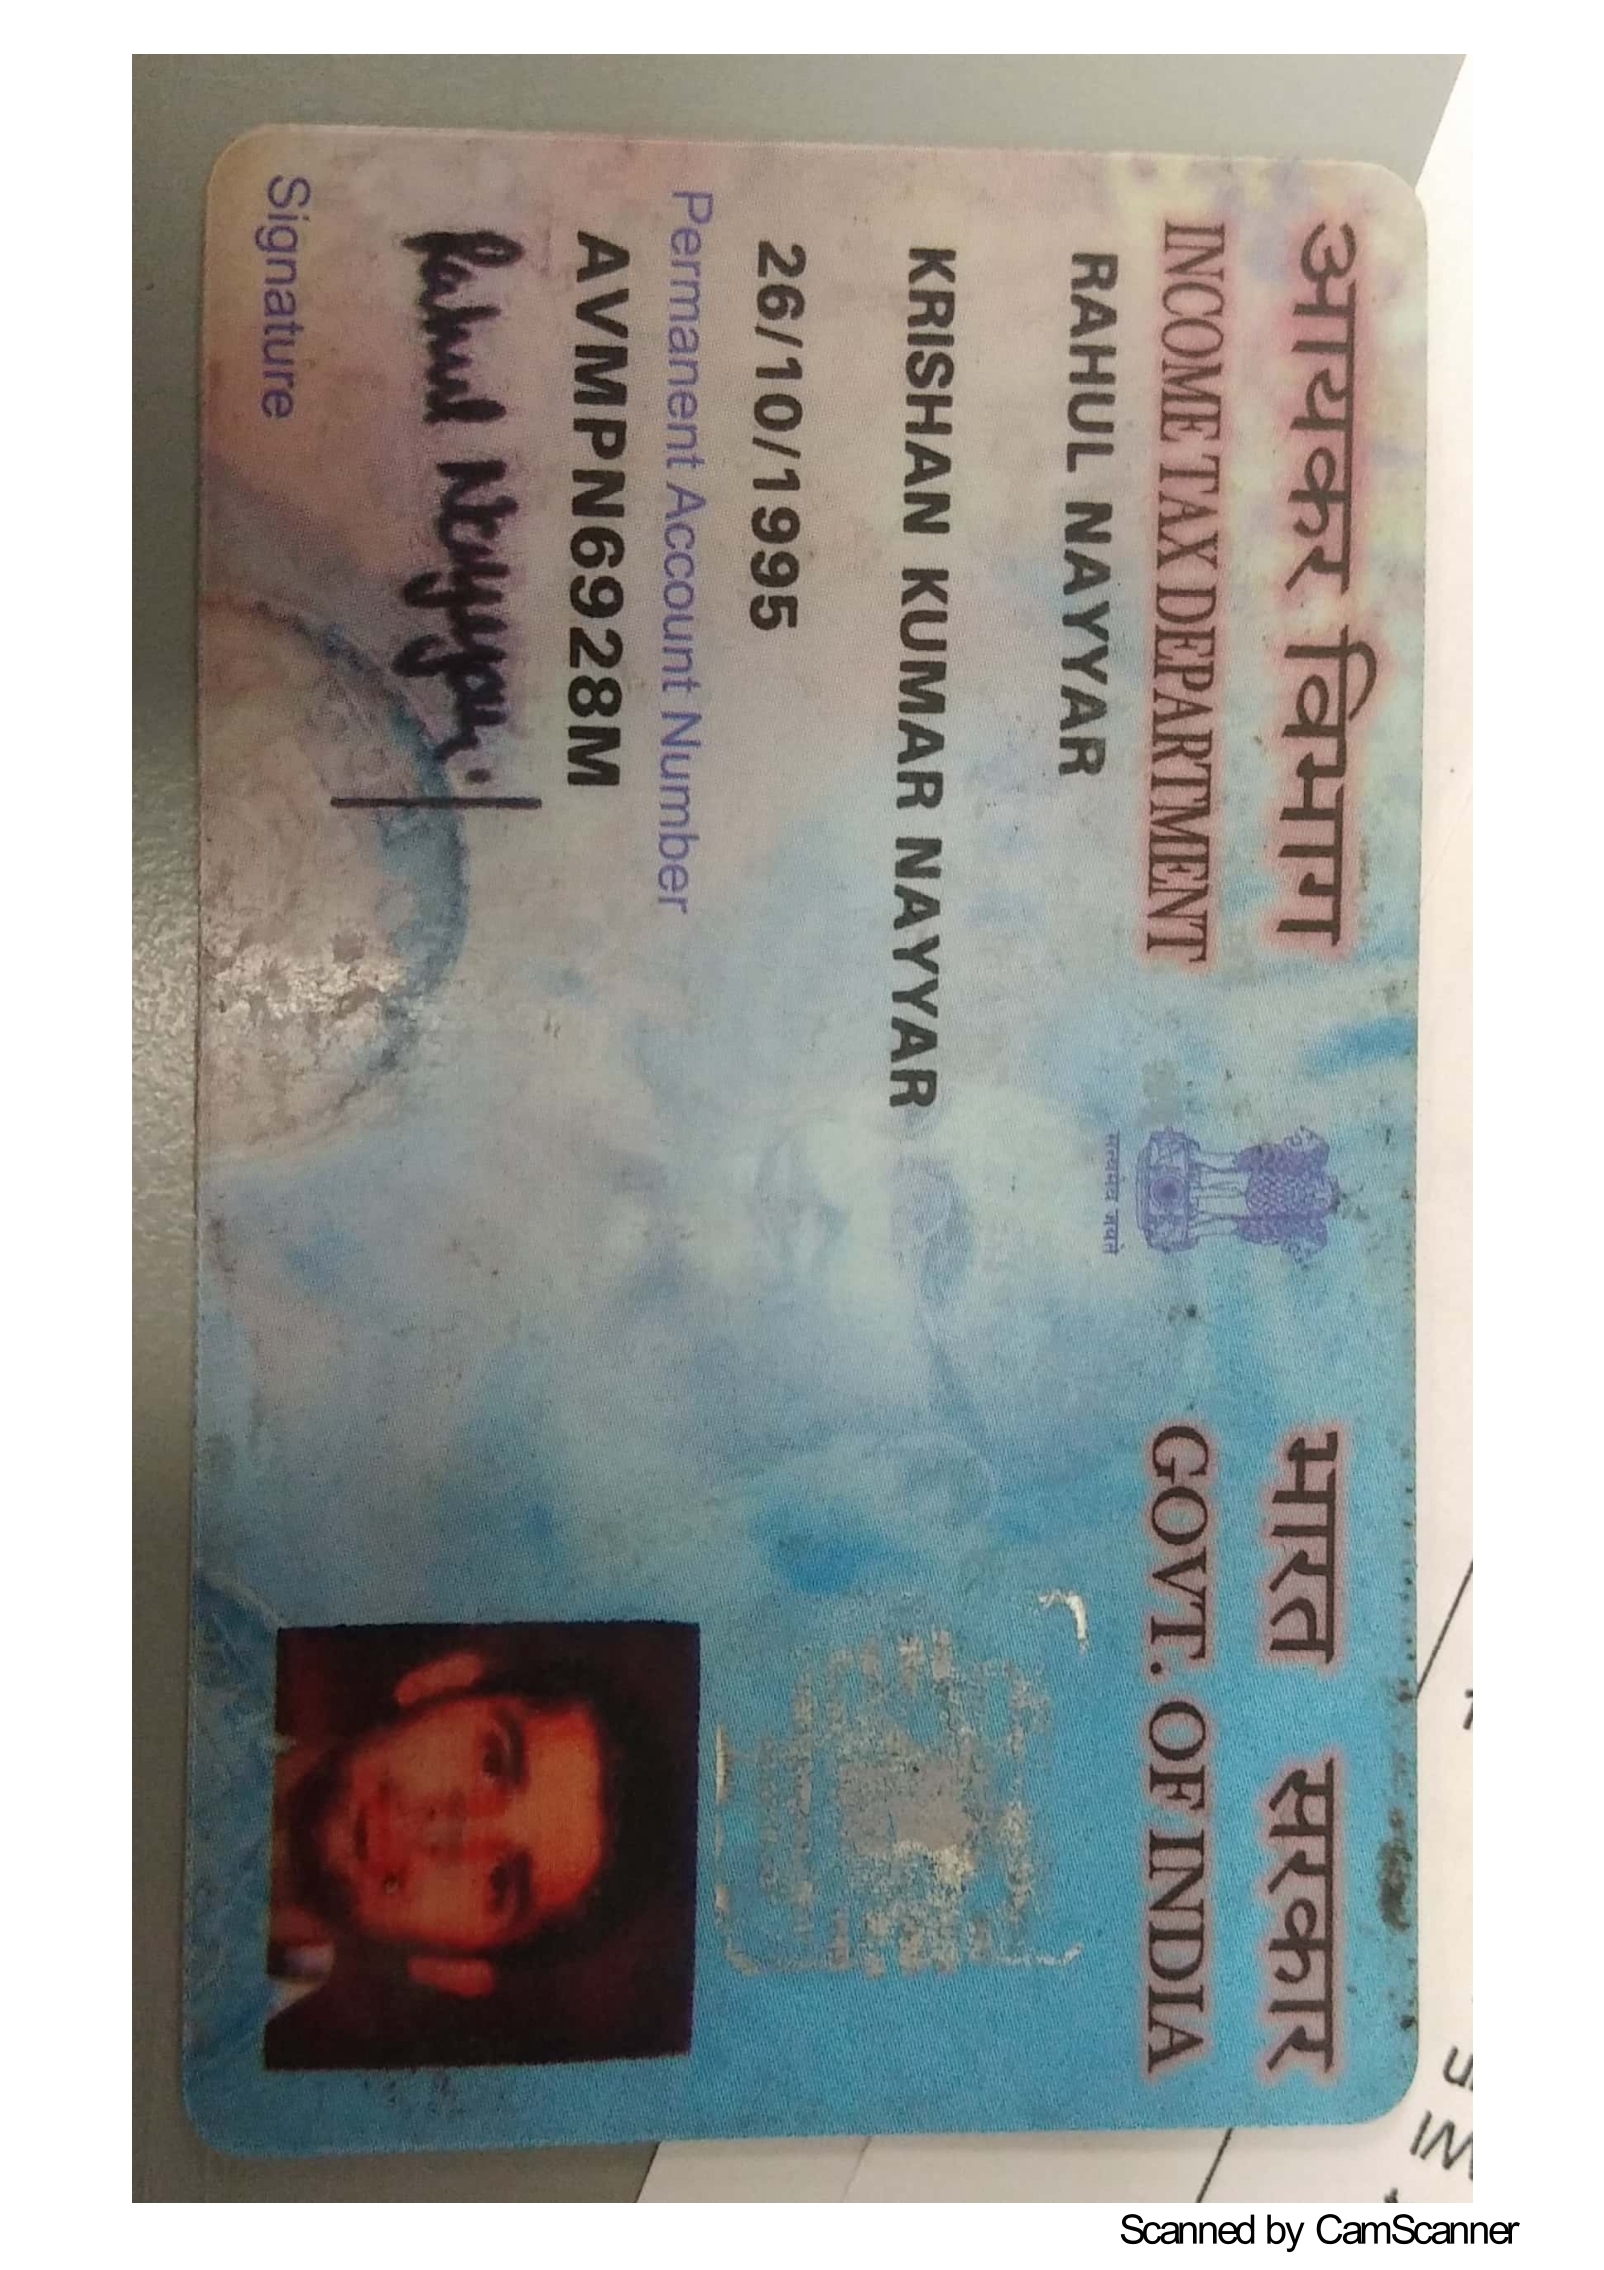 आयकर विभाग
INCOME TAX DEPARTMENT
भारत सरकार
GOVT. OF INDIA
सत्यमेव जयते
RAHUL NAYYAR
KRISHAN KUMAR NAYYAR
26/10/1995
Permanent Account Number
AVMPN6928M
Rahul Nayyar
Signature
Scanned by CamScanner